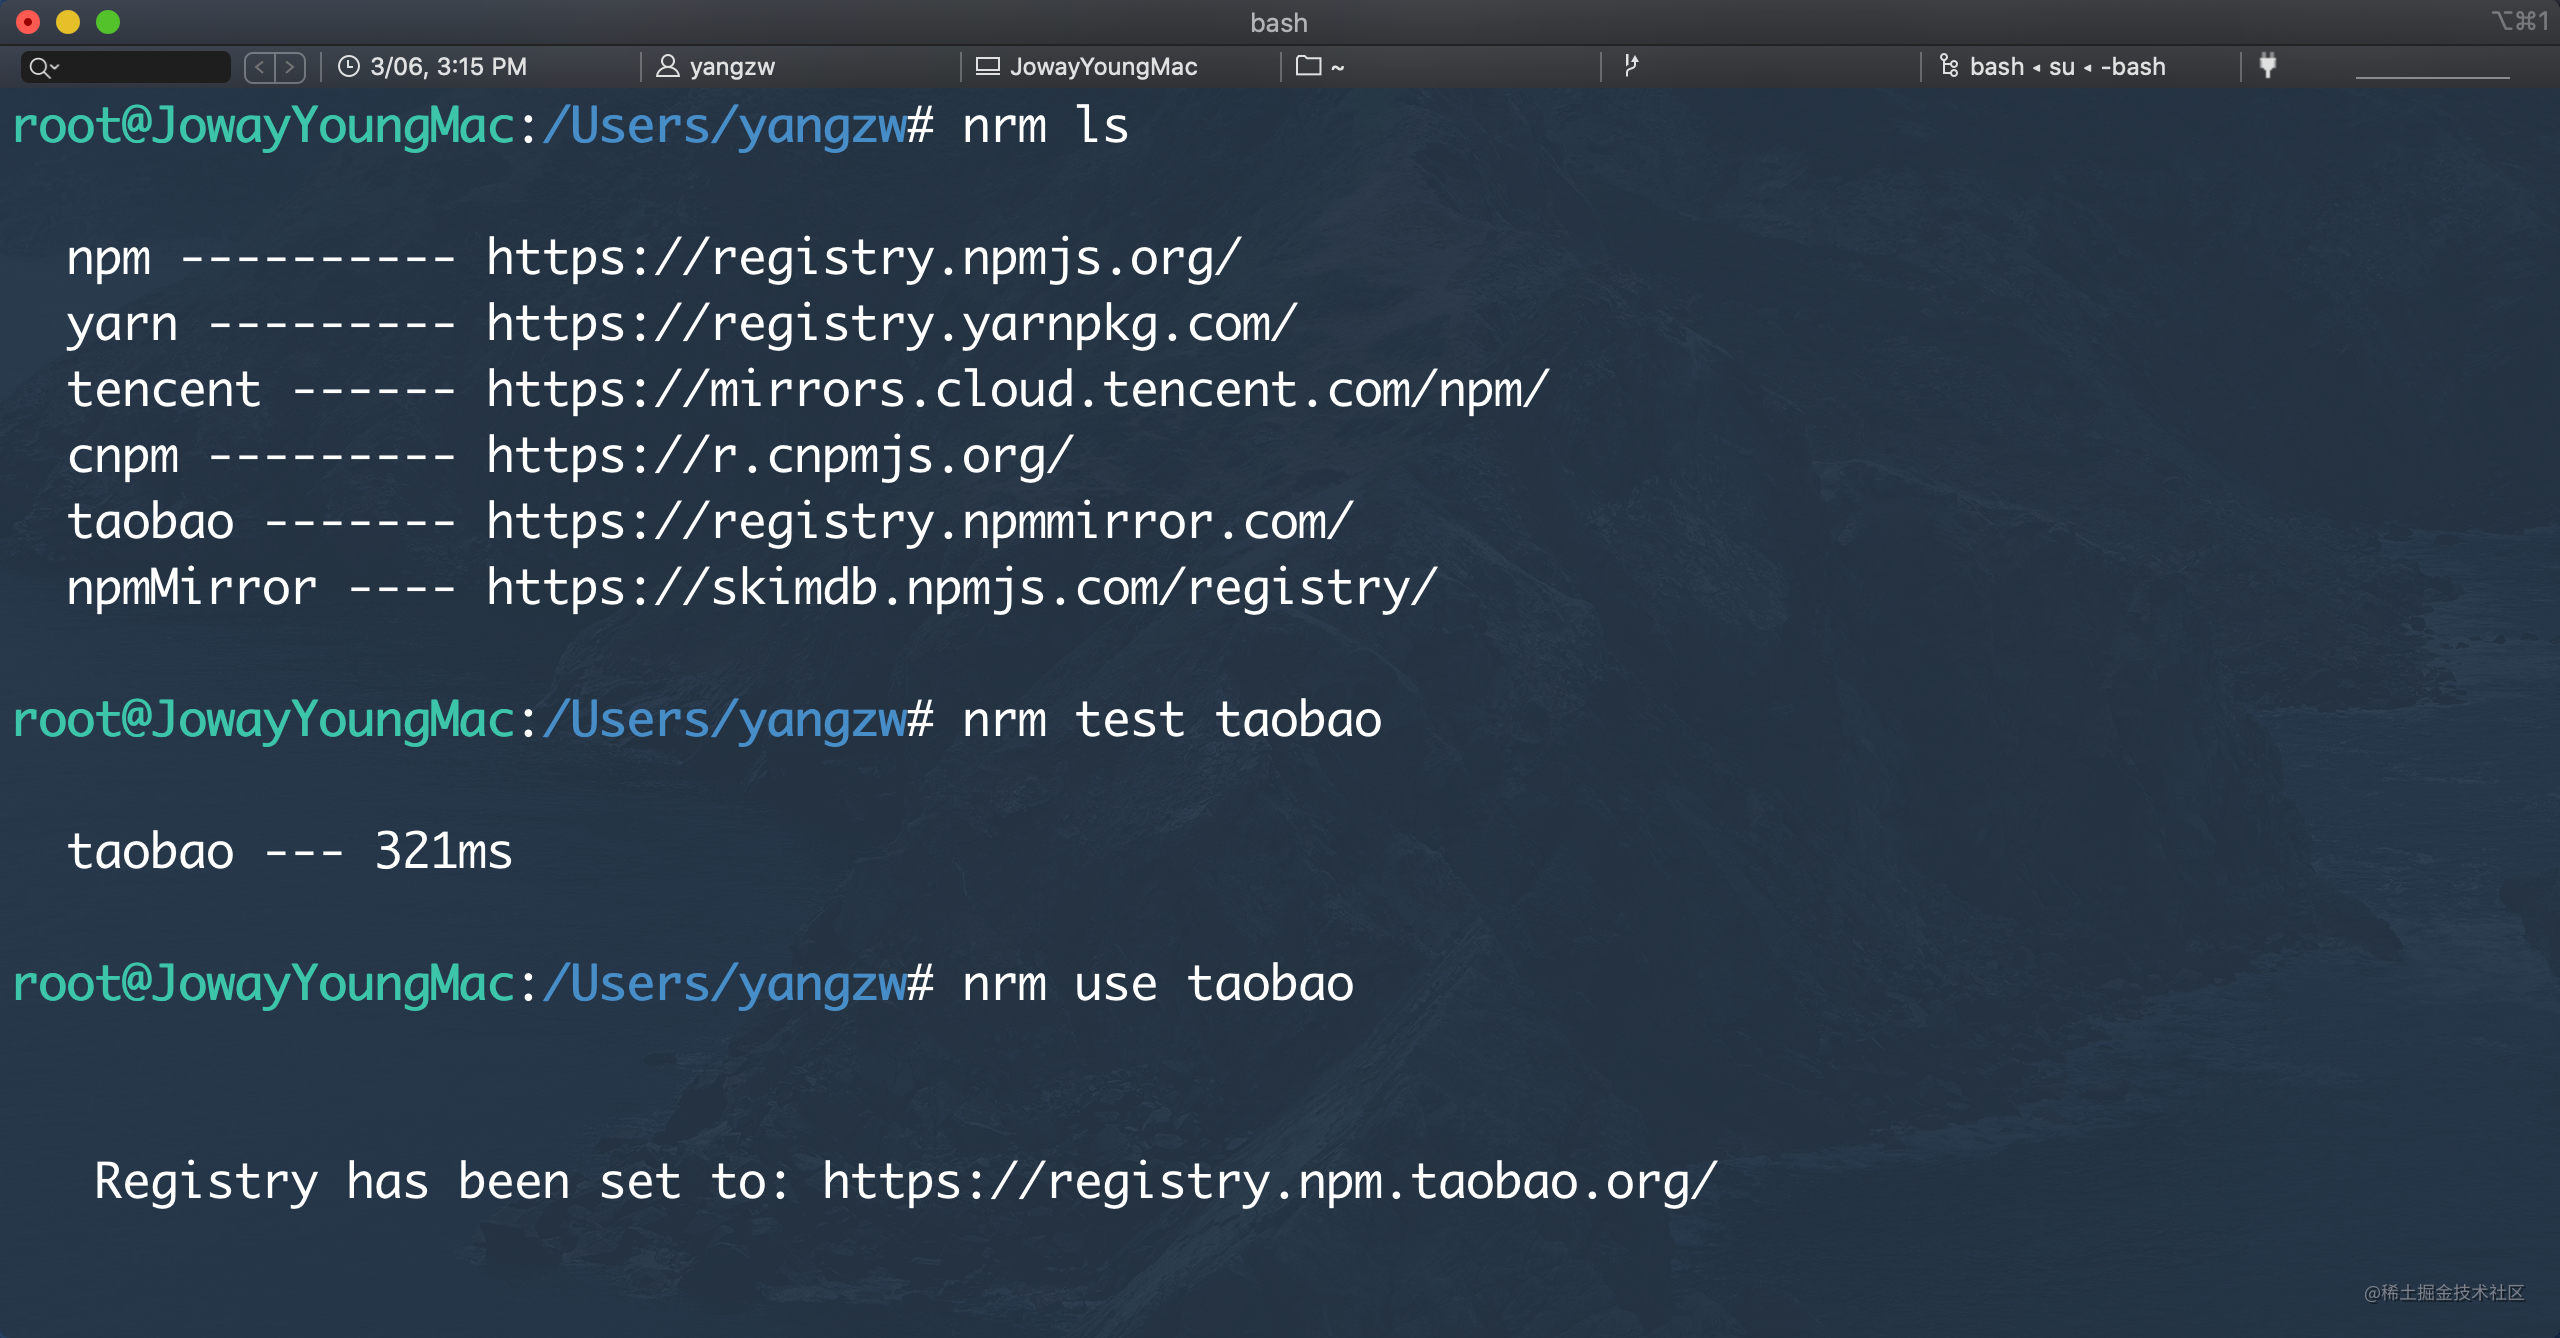 bash
⌥⌘1
3/06, 3:15 PM
yangzw
JowayYoungMac
~
bash ◂ su ◂ -bash
root@JowayYoungMac:/Users/yangzw# nrm ls
npm ---------- https://registry.npmjs.org/
yarn --------- https://registry.yarnpkg.com/
tencent ------ https://mirrors.cloud.tencent.com/npm/
cnpm --------- https://r.cnpmjs.org/
taobao ------- https://registry.npmmirror.com/
npmMirror ---- https://skimdb.npmjs.com/registry/
root@JowayYoungMac:/Users/yangzw# nrm test taobao
taobao --- 321ms
root@JowayYoungMac:/Users/yangzw# nrm use taobao
Registry has been set to: https://registry.npm.taobao.org/
@稀土掘金技术社区